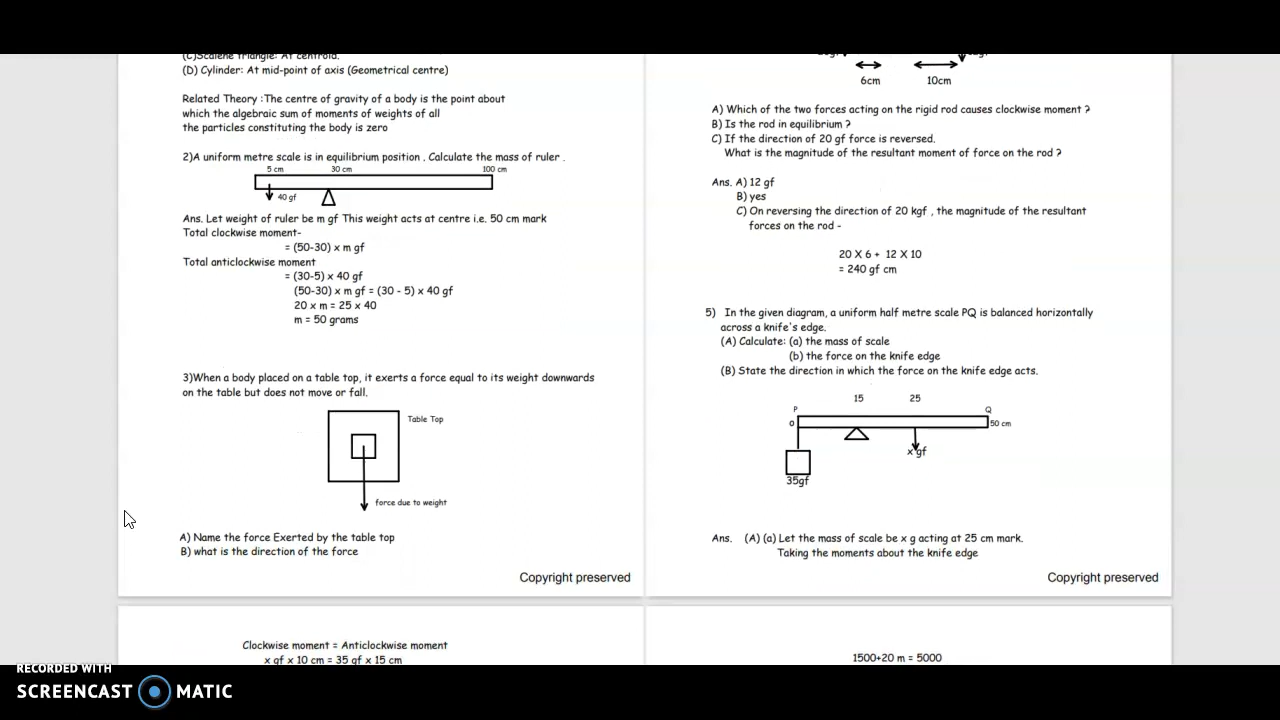 (C)Scalene triangle: At centroid.
(D) Cylinder: At mid-point of axis (Geometrical centre)
Related Theory :The centre of gravity of a body is the point about
which the algebraic sum of moments of weights of all
the particles constituting the body is zero
2)A uniform metre scale is in equilibrium position . Calculate the mass of ruler .
5 cm 30 cm 100 cm
40 gf
Ans. Let weight of ruler be m gf This weight acts at centre i.e. 50 cm mark
Total clockwise moment-
= (50-30) x m gf
Total anticlockwise moment
= (30-5) x 40 gf
(50-30) x m gf = (30 - 5) x 40 gf
20 x m = 25 x 40
m = 50 grams
3)When a body placed on a table top, it exerts a force equal to its weight downwards
on the table but does not move or fall.
Table Top
force due to weight
A) Name the force Exerted by the table top
B) what is the direction of the force
Copyright preserved
6cm 10cm
A) Which of the two forces acting on the rigid rod causes clockwise moment ?
B) Is the rod in equilibrium ?
C) If the direction of 20 gf force is reversed.
What is the magnitude of the resultant moment of force on the rod ?
Ans. A) 12 gf
B) yes
C) On reversing the direction of 20 kgf , the magnitude of the resultant
forces on the rod -
20 X 6 + 12 X 10
= 240 gf cm
5) In the given diagram, a uniform half metre scale PQ is balanced horizontally
across a knife's edge.
(A) Calculate: (a) the mass of scale
(b) the force on the knife edge
(B) State the direction in which the force on the knife edge acts.
15 25
P Q
0 50 cm
x gf
35gf
Ans. (A) (a) Let the mass of scale be x g acting at 25 cm mark.
Taking the moments about the knife edge
Copyright preserved
Clockwise moment = Anticlockwise moment
x gf x 10 cm = 35 gf x 15 cm
1500+20 m = 5000
RECORDED WITH
SCREENCAST MATIC